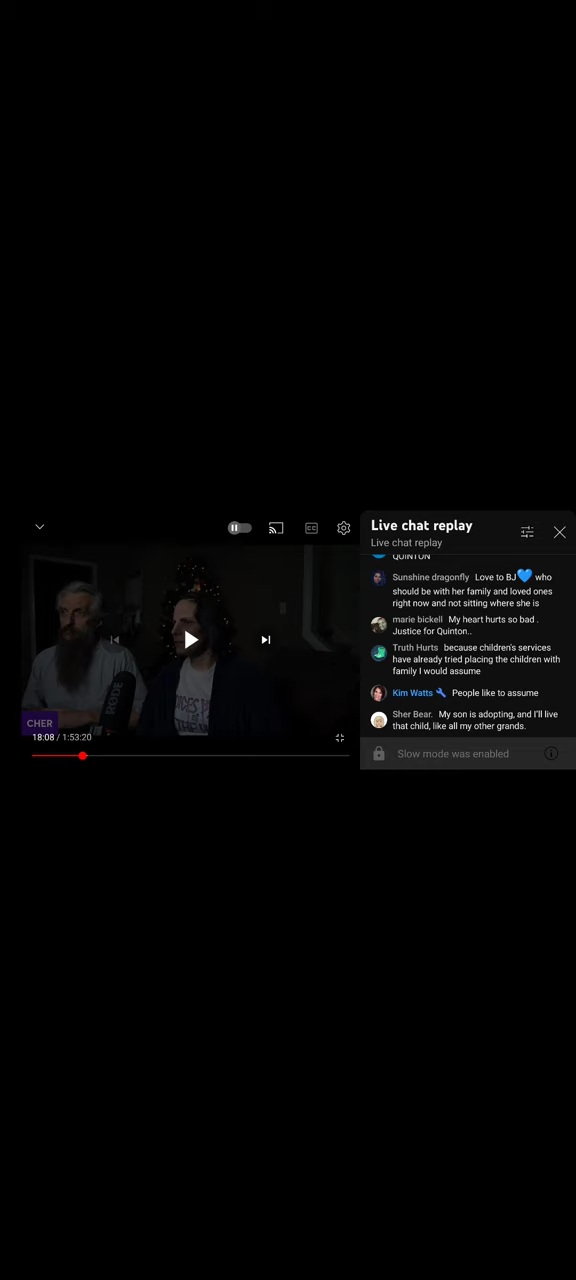 Live chat replay
Live chat replay
QUINTON
Sunshine dragonfly Love to BJ💙 who
should be with her family and loved ones
right now and not sitting where she is
marie bickell My heart hurts so bad .
Justice for Quinton..
Truth Hurts because children's services
have already tried placing the children with
family I would assume
Kim Watts 🔧 People like to assume
Sher Bear. My son is adopting, and I'll live
that child, like all my other grands.
Slow mode was enabled
CC
RØDE
CHER
18:08 / 1:53:20